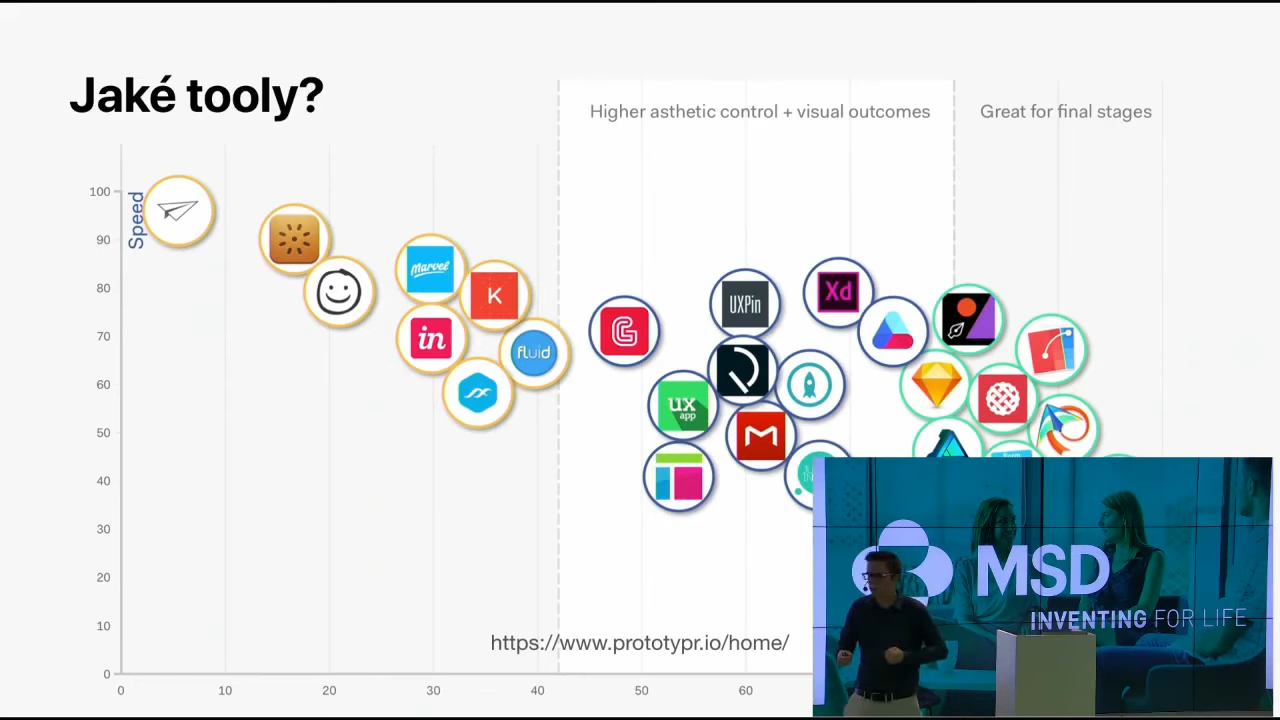 Jaké tooly?
Higher asthetic control + visual outcomes
Great for final stages
Speed
100
90
80
70
60
50
40
30
20
10
0
Marvel
K
in
fluid
G
UXPin
Xd
ux
app
https://www.prototypr.io/home/
0
10
20
30
40
50
60
MSD
INVENTING FOR LIFE